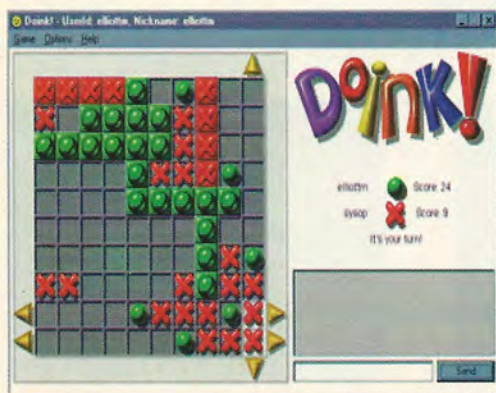 Doink! - UserId: elliottm, Nickname: elliottm
Game Options Help
DOiNK!
elliottm Score: 24
sysop Score: 9
It's your turn!
Send